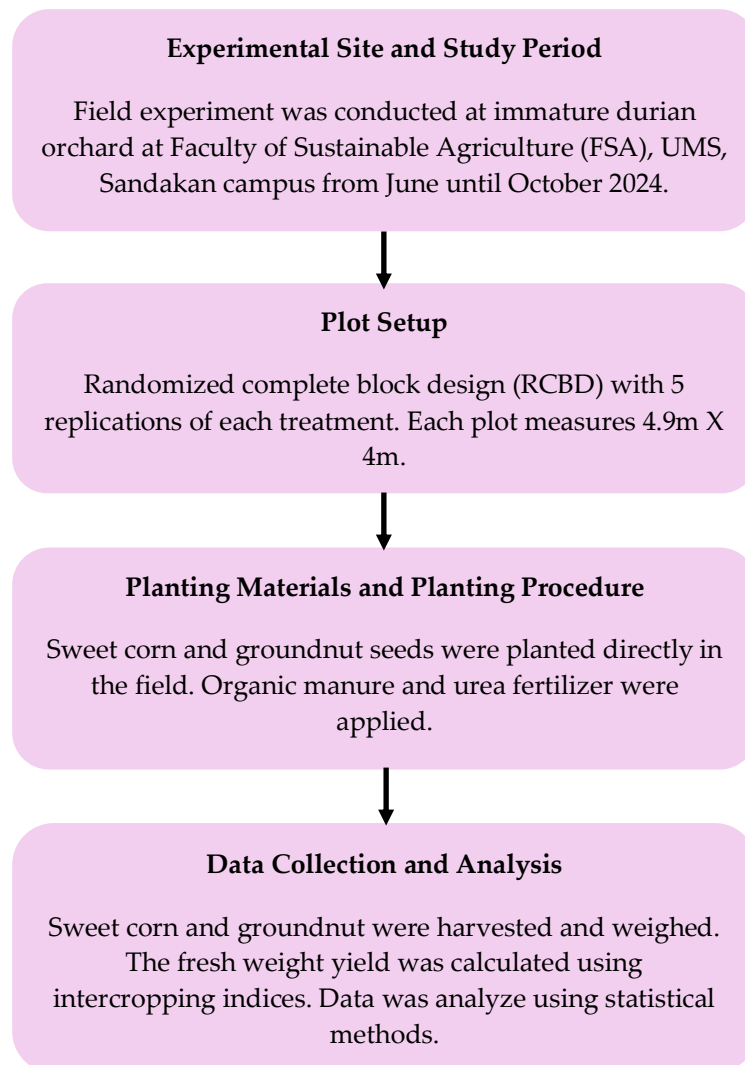 Experimental Site and Study Period
Field experiment was conducted at immature durian
orchard at Faculty of Sustainable Agriculture (FSA), UMS,
Sandakan campus from June until October 2024.
Plot Setup
Randomized complete block design (RCBD) with 5
replications of each treatment. Each plot measures 4.9m X
4m.
Planting Materials and Planting Procedure
Sweet corn and groundnut seeds were planted directly in
the field. Organic manure and urea fertilizer were
applied.
Data Collection and Analysis
Sweet corn and groundnut were harvested and weighed.
The fresh weight yield was calculated using
intercropping indices. Data was analyze using statistical
methods.